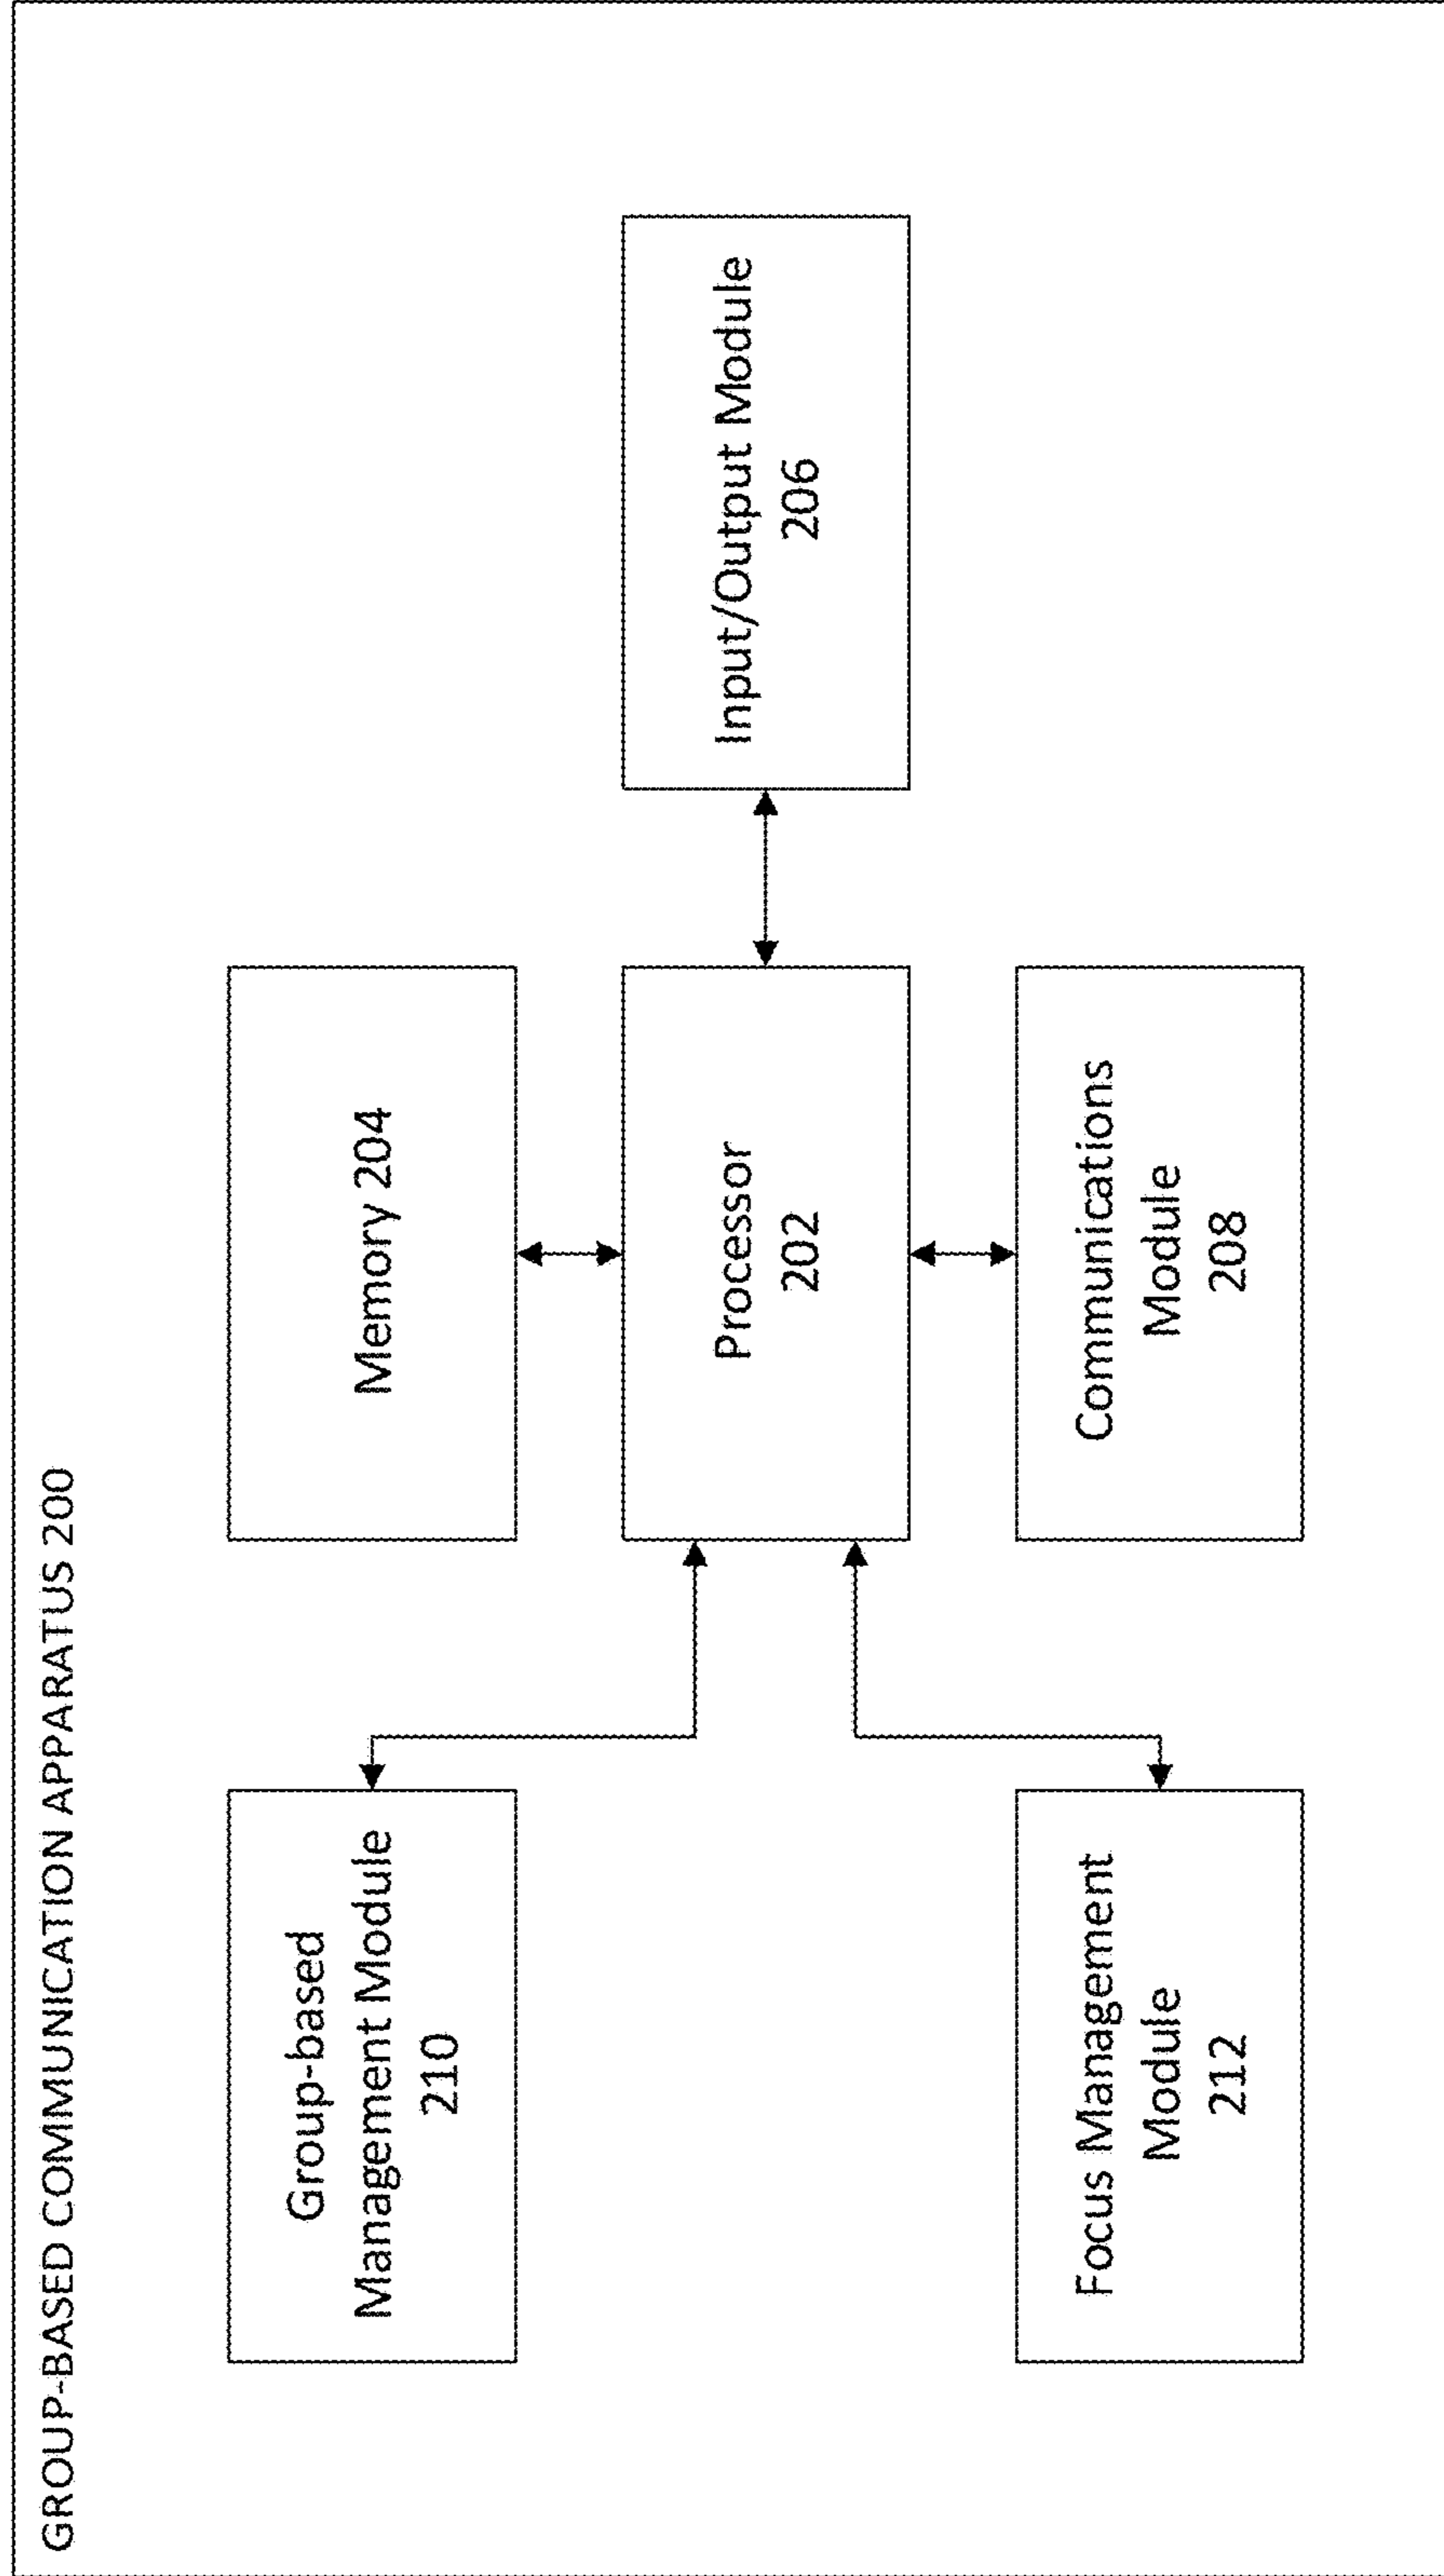 GROUP-BASED COMMUNICATION APPARATUS 200
Group-based
Management Module
210
Memory 204
Processor
202
Input/Output Module
206
Focus Management
Module
212
Communications
Module
208